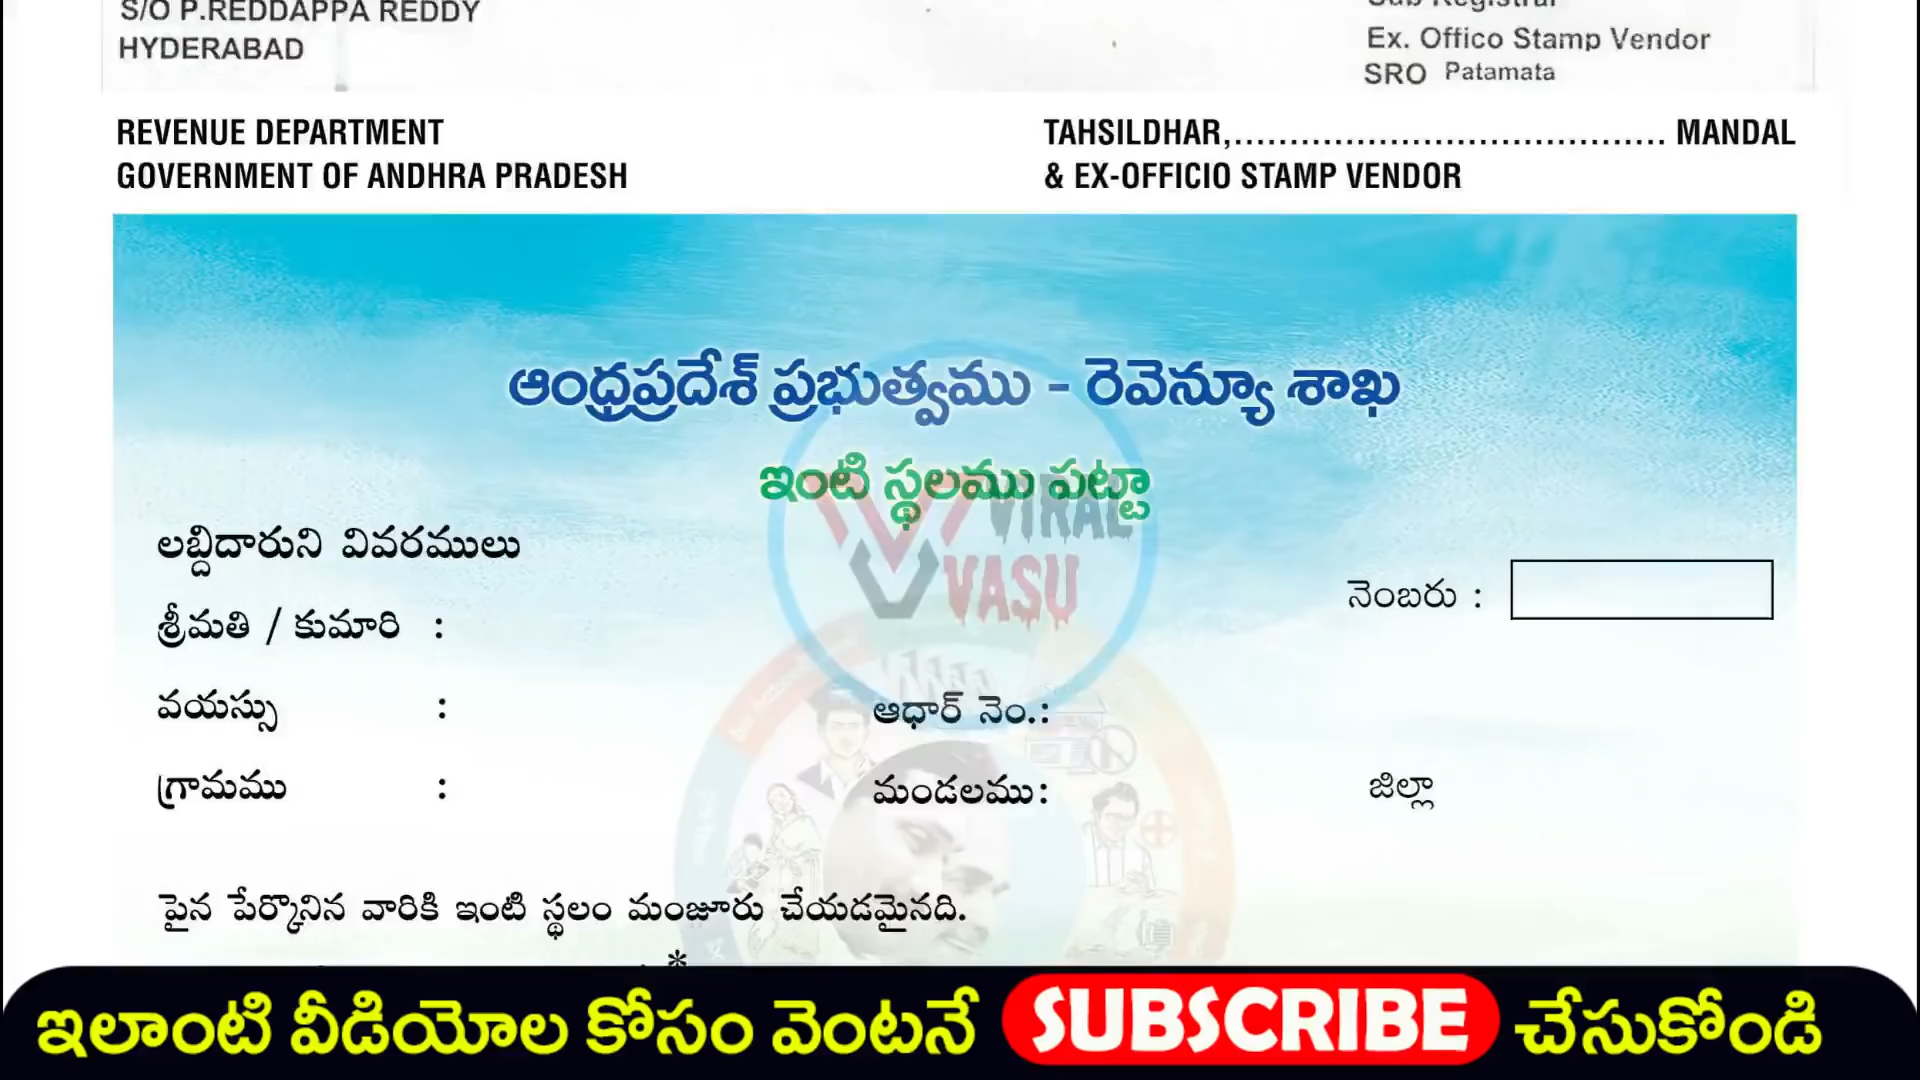 S/O P.REDDAPPA REDDY
HYDERABAD
Sub Registrar
Ex. Offico Stamp Vendor
SRO Patamata
REVENUE DEPARTMENT
GOVERNMENT OF ANDHRA PRADESH
TAHSILDHAR,....................................... MANDAL
& EX-OFFICIO STAMP VENDOR
ఆంధ్రప్రదేశ్ ప్రభుత్వము - రెవెన్యూ శాఖ
ఇంటి స్థలము పట్టా
VIRAL
VASU
లబ్దిదారుని వివరములు
నెంబరు :
శ్రీమతి / కుమారి :
వయస్సు :
ఆధార్ నెం.:
గ్రామము :
మండలము:
జిల్లా
పైన పేర్కొనిన వారికి ఇంటి స్థలం మంజూరు చేయడమైనది.
*
ఇలాంటి వీడియోల కోసం వెంటనే SUBSCRIBE చేసుకోండి